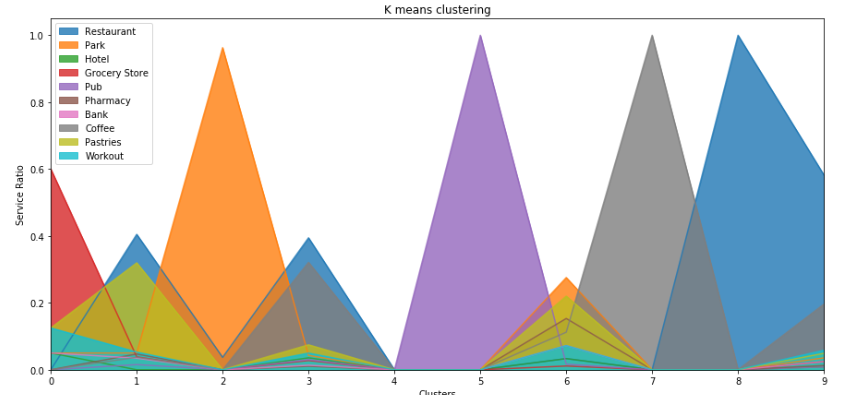 K means clustering
Restaurant
Park
Hotel
Grocery Store
Pub
Pharmacy
Bank
Coffee
Pastries
Workout
1.0
0.8
0.6
0.4
0.2
0.0
Service Ratio
0 1 2 3 4 5 6 7 8 9
Clusters